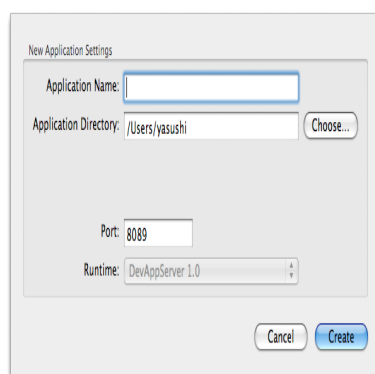 New Application Settings
Application Name:
Application Directory: /Users/yasushi Choose...
Port: 8089
Runtime: DevAppServer 1.0
Cancel Create